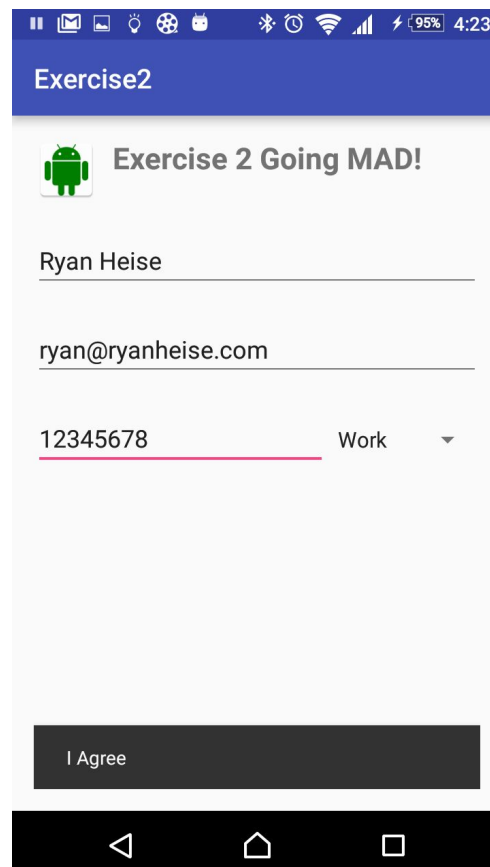 95% 4:23
Exercise2
Exercise 2 Going MAD!
Ryan Heise
ryan@ryanheise.com
12345678 Work
I Agree